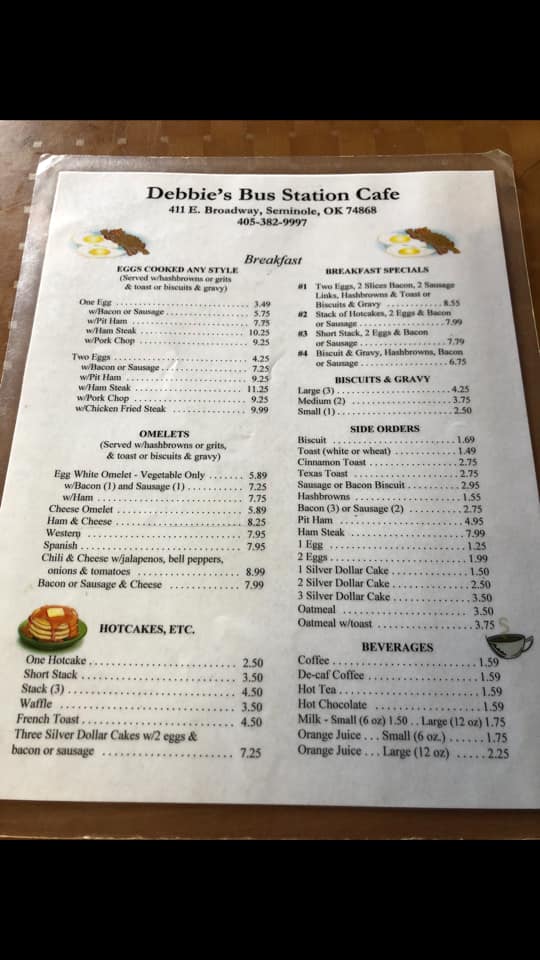 Debbie's Bus Station Cafe
411 E. Broadway, Seminole, OK 74868
405-382-9997
Breakfast
EGGS COOKED ANY STYLE
(Served w/hashbrowns or grits
& toast or biscuits & gravy)
One Egg 3.49
w/Bacon or Sausage 5.75
w/Pit Ham 7.75
w/Ham Steak 10.25
w/Pork Chop 9.25
Two Eggs 4.25
w/Bacon or Sausage 7.25
w/Pit Ham 9.25
w/Ham Steak 11.25
w/Pork Chop 9.25
w/Chicken Fried Steak 9.99
OMELETS
(Served w/hashbrowns or grits,
& toast or biscuits & gravy)
Egg White Omelet - Vegetable Only 5.89
w/Bacon (1) and Sausage (1) 7.25
w/Ham 7.75
Cheese Omelet 5.89
Ham & Cheese 8.25
Western 7.95
Spanish 7.95
Chili & Cheese w/jalapenos, bell peppers,
onions & tomatoes 8.99
Bacon or Sausage & Cheese 7.99
HOTCAKES, ETC.
One Hotcake 2.50
Short Stack 3.50
Stack (3) 4.50
Waffle 3.50
French Toast 4.50
Three Silver Dollar Cakes w/2 eggs &
bacon or sausage 7.25
BREAKFAST SPECIALS
#1 Two Eggs, 2 Slices Bacon, 2 Sausage
Links, Hashbrowns & Toast or
Biscuits & Gravy 8.55
#2 Stack of Hotcakes, 2 Eggs & Bacon
or Sausage 7.99
#3 Short Stack, 2 Eggs & Bacon
or Sausage 7.79
#4 Biscuit & Gravy, Hashbrowns, Bacon
or Sausage 6.75
BISCUITS & GRAVY
Large (3) 4.25
Medium (2) 3.75
Small (1) 2.50
SIDE ORDERS
Biscuit 1.69
Toast (white or wheat) 1.49
Cinnamon Toast 2.75
Texas Toast 2.75
Sausage or Bacon Biscuit 2.95
Hashbrowns 1.55
Bacon (3) or Sausage (2) 2.75
Pit Ham 4.95
Ham Steak 7.99
1 Egg 1.25
2 Eggs 1.99
1 Silver Dollar Cake 1.50
2 Silver Dollar Cake 2.50
3 Silver Dollar Cake 3.50
Oatmeal 3.50
Oatmeal w/toast 3.75
BEVERAGES
Coffee 1.59
De-caf Coffee 1.59
Hot Tea 1.59
Hot Chocolate 1.59
Milk - Small (6 oz) 1.50 . . Large (12 oz) 1.75
Orange Juice . . . Small (6 oz.) 1.75
Orange Juice . . . Large (12 oz) 2.25